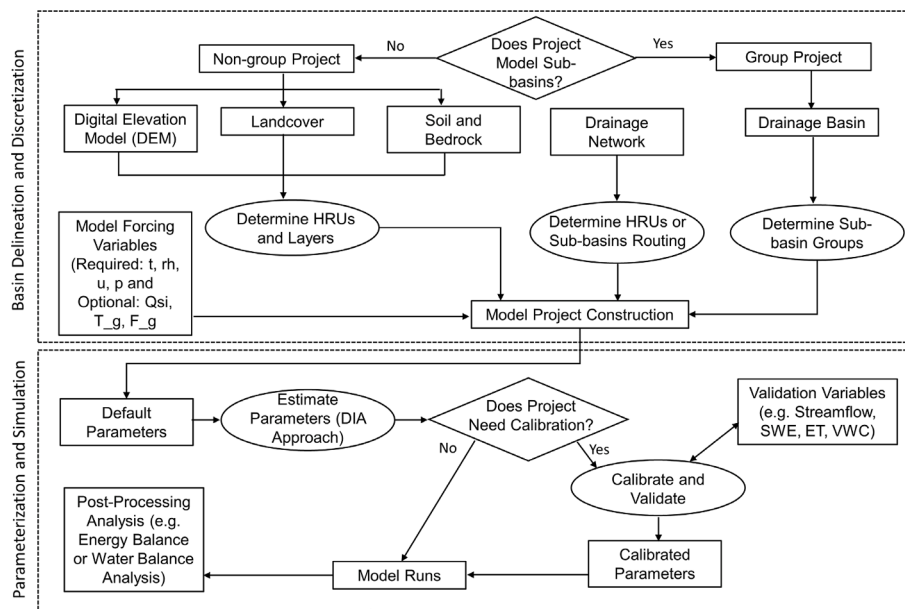 Basin Delineation and Discretization
Does Project
Model Sub-
basins?
No
Yes
Non-group Project
Group Project
Digital Elevation
Model (DEM)
Landcover
Soil and
Bedrock
Drainage
Network
Drainage Basin
Determine HRUs
and Layers
Determine HRUs or
Sub-basins Routing
Determine Sub-
basin Groups
Model Forcing
Variables
(Required: t, rh,
u, p and
Optional: Qsi,
T_g, F_g
Model Project Construction
Parameterization and Simulation
Default
Parameters
Estimate
Parameters (DIA
Approach)
Does Project
Need Calibration?
No
Yes
Validation Variables
(e.g. Streamflow,
SWE, ET, VWC)
Calibrate and
Validate
Post-Processing
Analysis (e.g.
Energy Balance
or Water Balance
Analysis)
Model Runs
Calibrated
Parameters